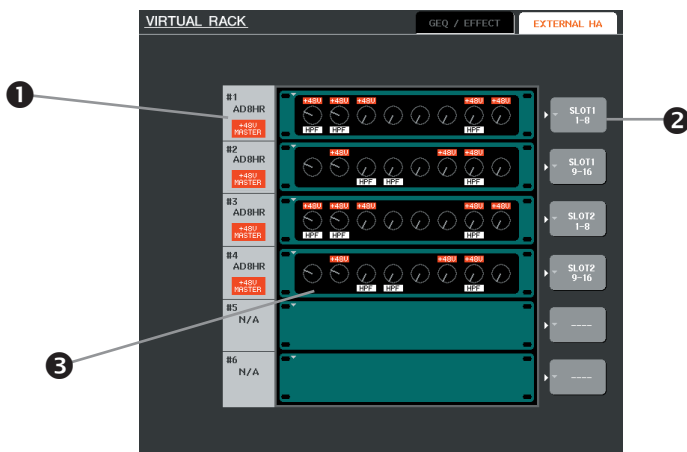 VIRTUAL RACK
GEQ / EFFECT
EXTERNAL HA
❶
❷
❸
#1
AD8HR
+48V
MASTER
+48V +48V +48V +48V +48V
HPF HPF HPF
SLOT1
1-8
#2
AD8HR
+48V
MASTER
+48V +48V +48V
HPF HPF HPF
SLOT1
9-16
#3
AD8HR
+48V
MASTER
+48V +48V +48V +48V +48V
HPF HPF HPF
SLOT2
1-8
#4
AD8HR
+48V
MASTER
+48V +48V +48V
HPF HPF HPF
SLOT2
9-16
#5
N/A
----
#6
N/A
----